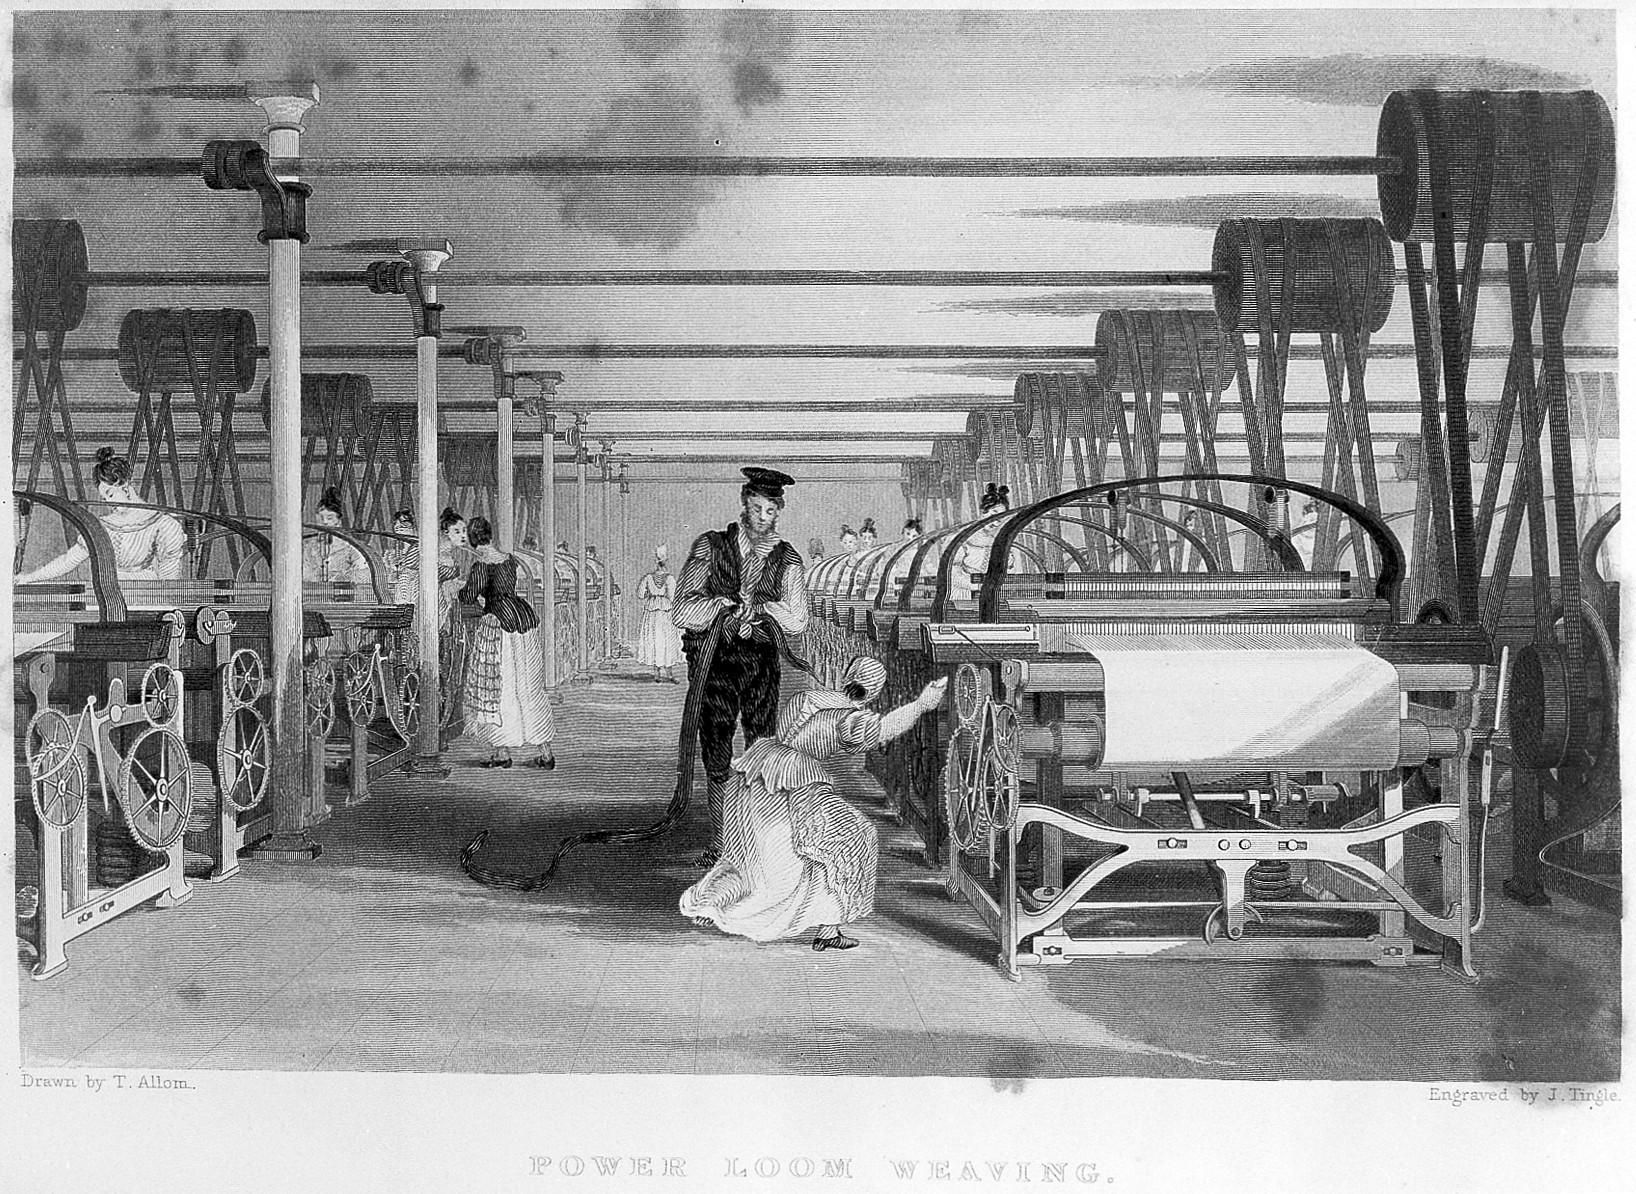 Drawn by T. Allom.
Engraved by J. Tingle.
POWER LOOM WEAVING.